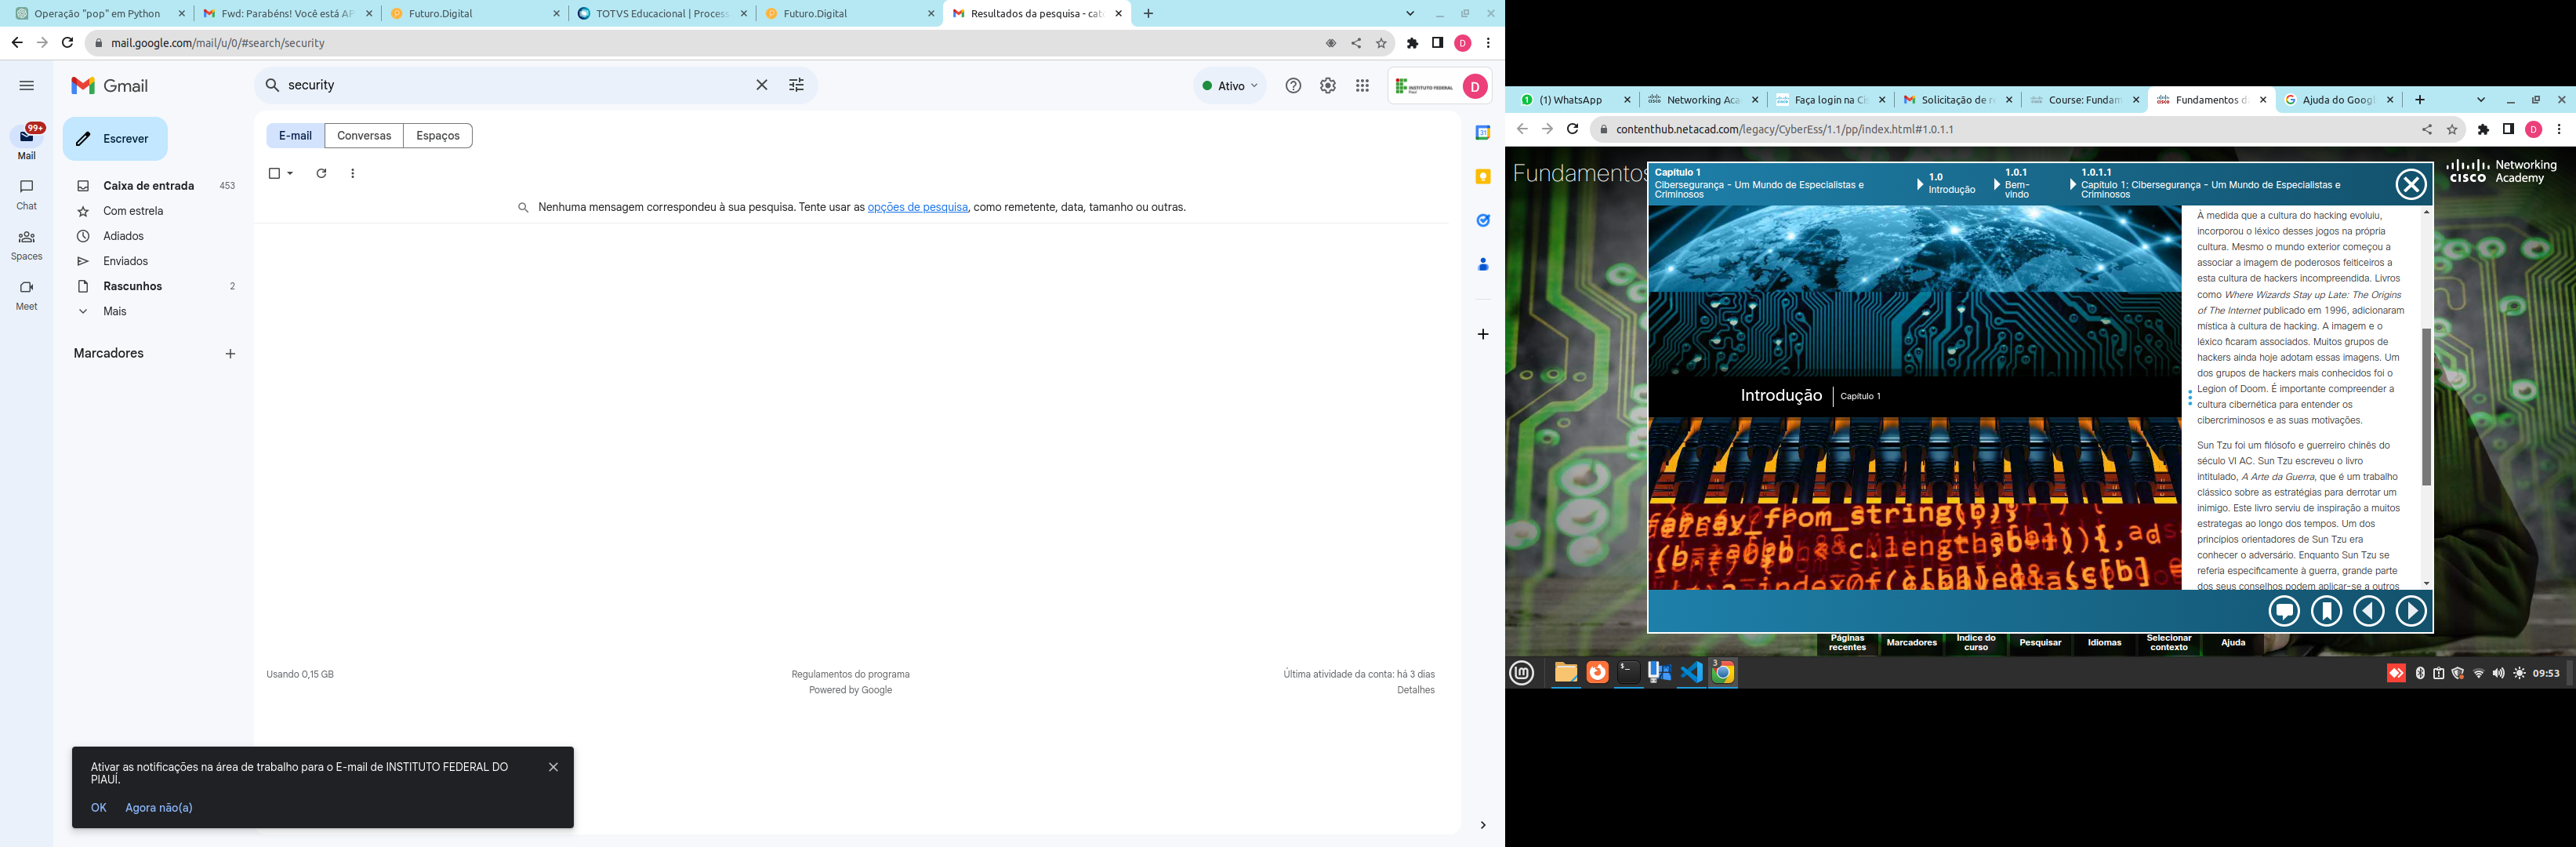 Operação "pop" em Python
Fwd: Parabéns! Você está AP
Futuro.Digital
TOTVS Educacional | Process
Futuro.Digital
Resultados da pesquisa - cat
mail.google.com/mail/u/0/#search/security
D
Gmail
security
Ativo
INSTITUTO FEDERAL
Piauí
D
99+
Mail
Chat
Spaces
Meet
Escrever
Caixa de entrada 453
Com estrela
Adiados
Enviados
Rascunhos 2
Mais
Marcadores
E-mail
Conversas
Espaços
Nenhuma mensagem correspondeu à sua pesquisa. Tente usar as opções de pesquisa, como remetente, data, tamanho ou outras.
31
Usando 0,15 GB
Regulamentos do programa
Powered by Google
Última atividade da conta: há 3 dias
Detalhes
Ativar as notificações na área de trabalho para o E-mail de INSTITUTO FEDERAL DO
PIAUÍ.
OK
Agora não(a)
(1) WhatsApp
Networking Aca
Faça login na Ci
Solicitação de r
Course: Fundam
Fundamentos d
Ajuda do Googl
contenthub.netacad.com/legacy/CyberEss/1.1/pp/index.html#1.0.1.1
D
Fundamentos
Capítulo 1
Cibersegurança - Um Mundo de Especialistas e
Criminosos
1.0
Introdução
1.0.1
Bem-
vindo
1.0.1.1
Capítulo 1: Cibersegurança - Um Mundo de Especialistas e
Criminosos
CISCO
Networking
Academy
Introdução
Capítulo 1
array_from_string(b)
À medida que a cultura do hacking evoluiu,
incorporou o léxico desses jogos na própria
cultura. Mesmo o mundo exterior começou a
associar a imagem de poderosos feiticeiros a
esta cultura de hackers incompreendida. Livros
como Where Wizards Stay up Late: The Origins
of The Internet publicado em 1996, adicionaram
mística à cultura de hacking. A imagem e o
léxico ficaram associados. Muitos grupos de
hackers ainda hoje adotam essas imagens. Um
dos grupos de hackers mais conhecidos foi o
Legion of Doom. É importante compreender a
cultura cibernética para entender os
cibercriminosos e as suas motivações.
Sun Tzu foi um filósofo e guerreiro chinês do
século VI AC. Sun Tzu escreveu o livro
intitulado, A Arte da Guerra, que é um trabalho
clássico sobre as estratégias para derrotar um
inimigo. Este livro serviu de inspiração a muitos
estrategas ao longo dos tempos. Um dos
princípios orientadores de Sun Tzu era
conhecer o adversário. Enquanto Sun Tzu se
referia especificamente à guerra, grande parte
dos seus conselhos podem aplicar-se a outros
Páginas
recentes
Marcadores
Índice do
curso
Pesquisar
Idiomas
Selecionar
contexto
Ajuda
3
09:53